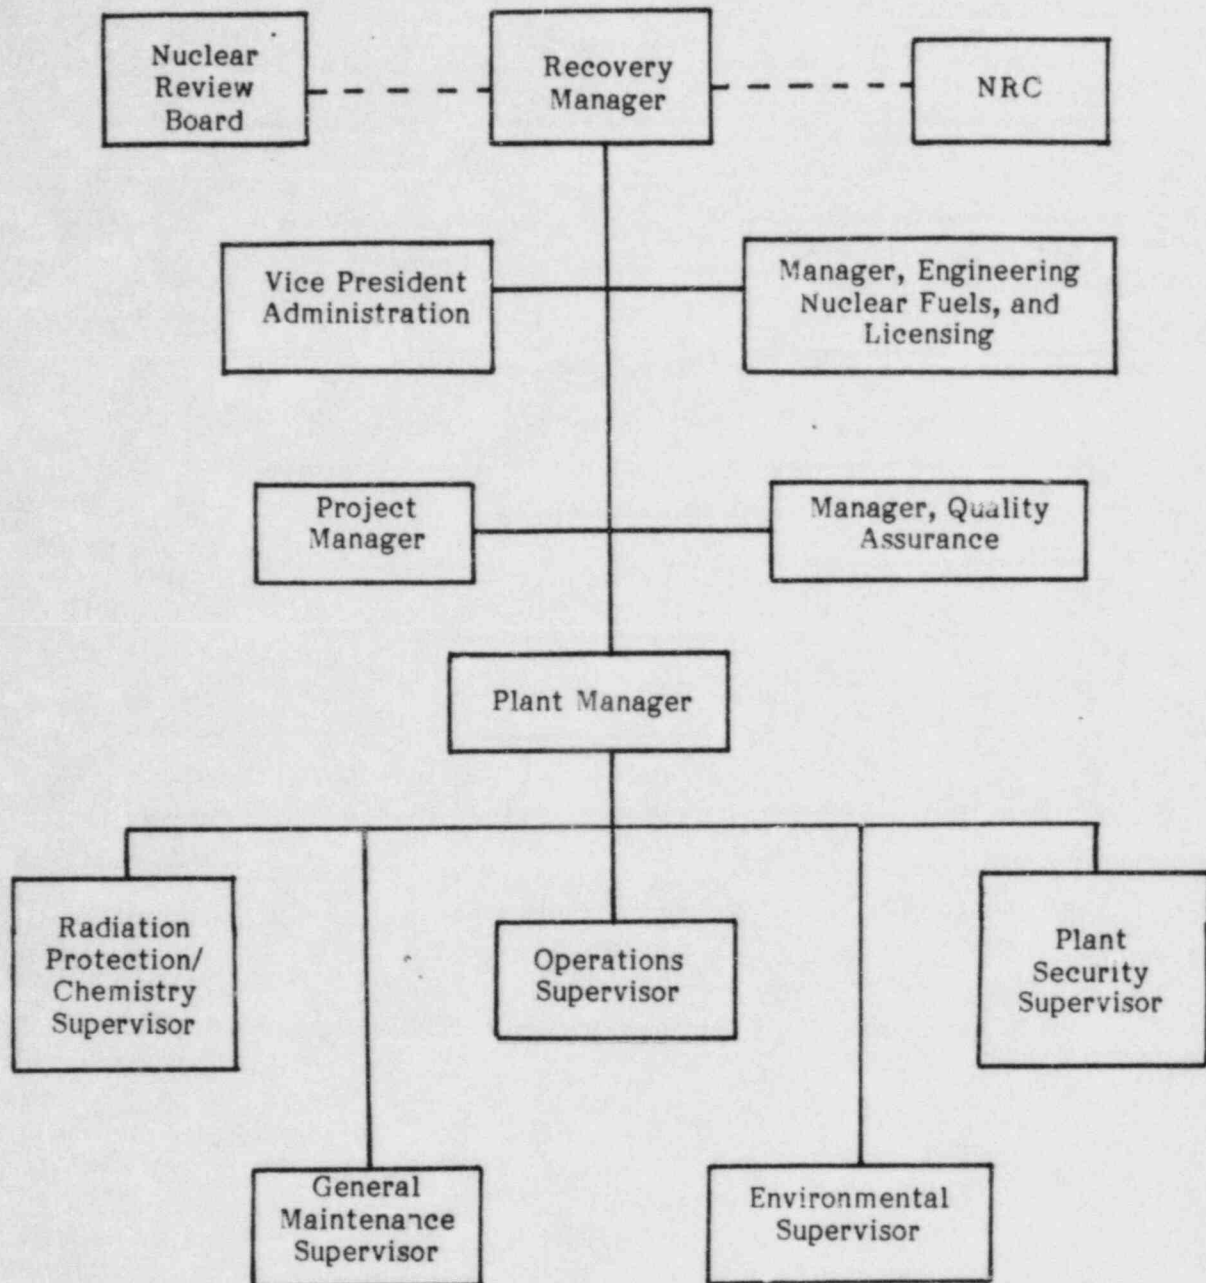 Nuclear
Review
Board
Recovery
Manager
NRC
Vice President
Administration
Manager, Engineering
Nuclear Fuels, and
Licensing
Project
Manager
Manager, Quality
Assurance
Plant Manager
Radiation
Protection/
Chemistry
Supervisor
Operations
Supervisor
Plant
Security
Supervisor
General
Maintenance
Supervisor
Environmental
Supervisor